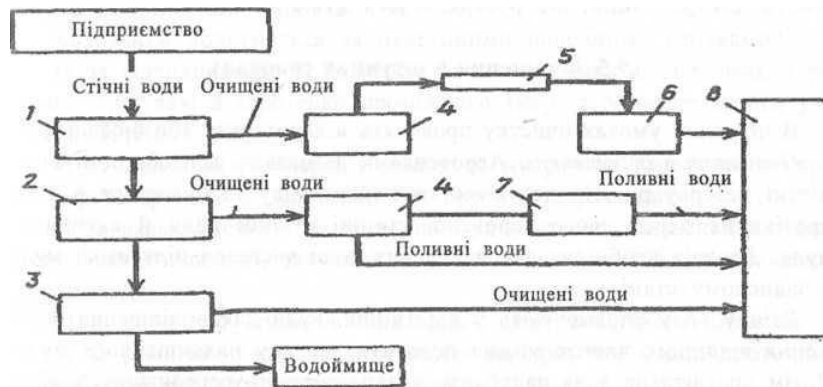 Підприємство
Стічні води
Очищені води
5
1
4
6
8
2
Очищені води
4
7
Поливні води
Поливні води
3
Очищені води
Водоймище